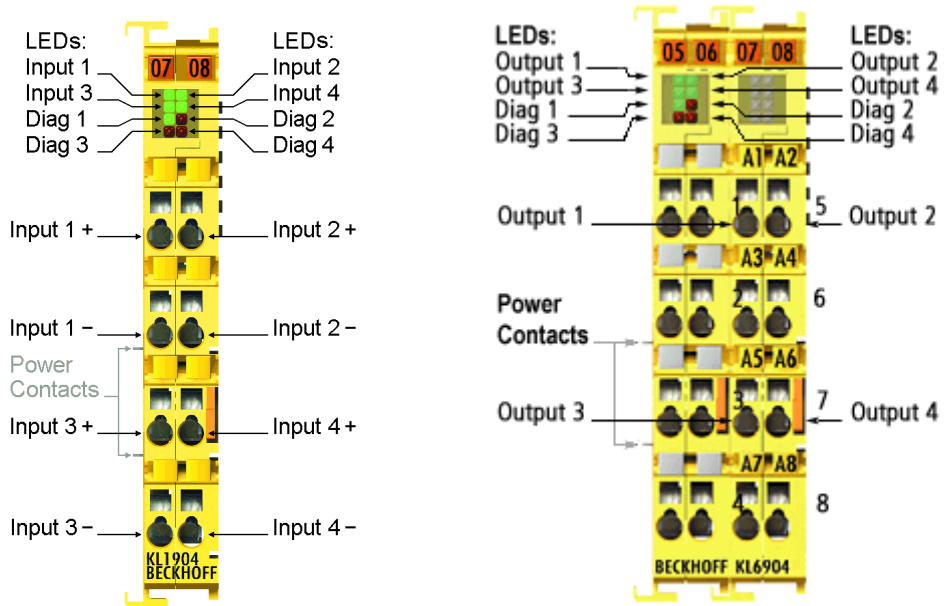 LEDs:
Input 1
Input 3
Diag 1
Diag 3
LEDs:
Input 2
Input 4
Diag 2
Diag 4
07 08
Input 1 +
Input 2 +
Input 1 −
Input 2 −
Power
Contacts
Input 3 +
Input 4 +
Input 3 −
Input 4 −
KL1904
BECKHOFF
LEDs:
Output 1
Output 3
Diag 1
Diag 3
LEDs:
Output 2
Output 4
Diag 2
Diag 4
05 06 07 08
A1 A2
Output 1
1
5
Output 2
A3 A4
Power
Contacts
2
6
A5 A6
Output 3
3
7
Output 4
A7 A8
4
8
BECKHOFF KL6904